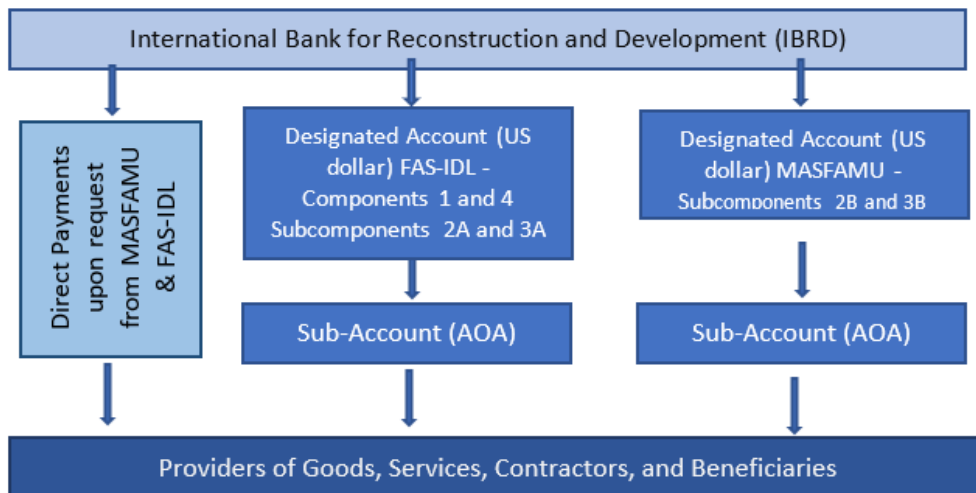 International Bank for Reconstruction and Development (IBRD)
Direct Payments
upon request
from MASFAMU
& FAS-IDL
Designated Account (US
dollar) FAS-IDL -
Components 1 and 4
Subcomponents 2A and 3A
Designated Account (US
dollar) MASFAMU -
Subcomponents 2B and 3B
Sub-Account (AOA)
Sub-Account (AOA)
Providers of Goods, Services, Contractors, and Beneficiaries